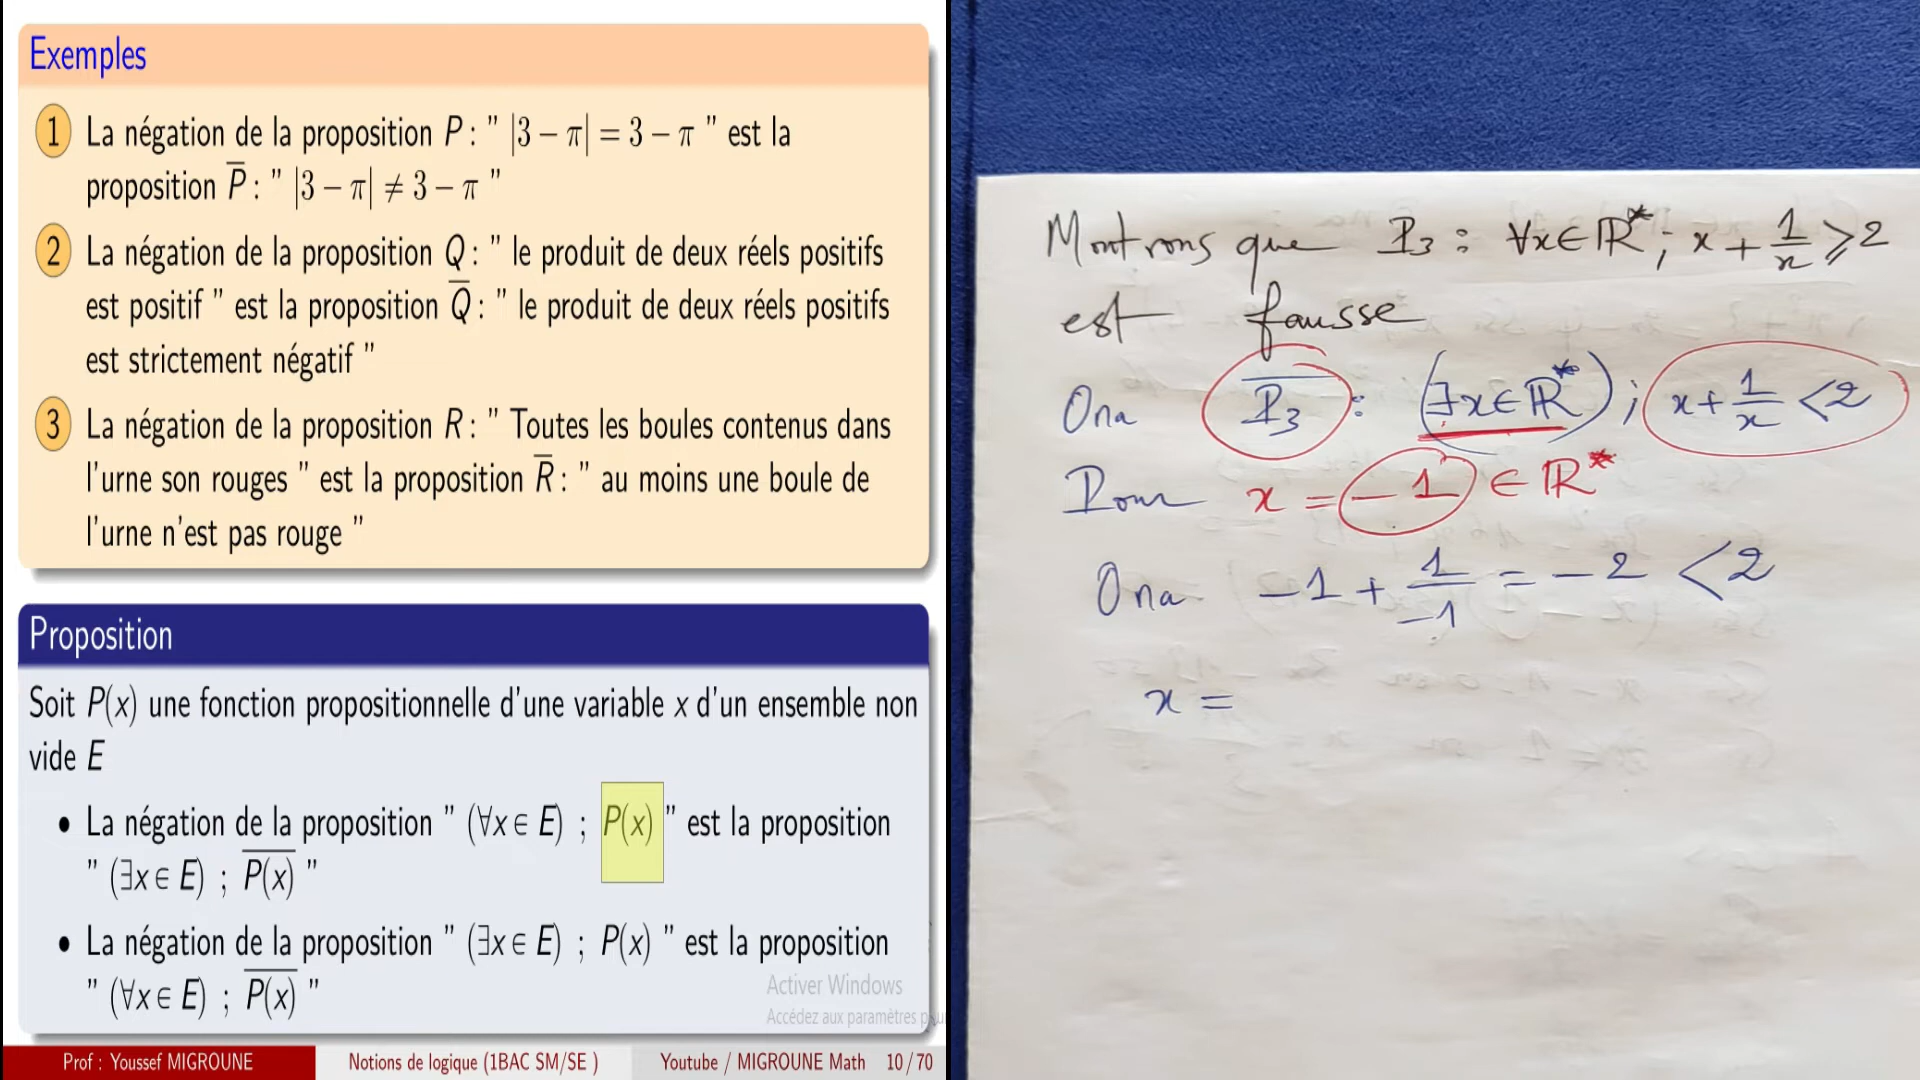 Exemples
1 La négation de la proposition P : " |3 − π| = 3 − π " est la
proposition P̅ : " |3 − π| ≠ 3 − π "
2 La négation de la proposition Q : " le produit de deux réels positifs
est positif " est la proposition Q̅ : " le produit de deux réels positifs
est strictement négatif "
3 La négation de la proposition R : " Toutes les boules contenus dans
l'urne son rouges " est la proposition R̅ : " au moins une boule de
l'urne n'est pas rouge "
Proposition
Soit P(x) une fonction propositionnelle d'une variable x d'un ensemble non
vide E
• La négation de la proposition " (∀x ∈ E) ; P(x) " est la proposition
" (∃x ∈ E) ; P̅(̅x̅)̅ "
• La négation de la proposition " (∃x ∈ E) ; P(x) " est la proposition
" (∀x ∈ E) ; P̅(̅x̅)̅ "
Activer Windows
Accédez aux paramètres
Prof : Youssef MIGROUNE Notions de logique (1BAC SM/SE ) Youtube / MIGROUNE Math 10 / 70
Montrons que P₃ : ∀x ∈ ℝ* ; x + 1/x ⩾ 2
est fausse
On a P̅₃ : (∃x ∈ ℝ*) ; x + 1/x < 2
Pour x = −1 ∈ ℝ*
On a −1 + 1/−1 = −2 < 2
x =